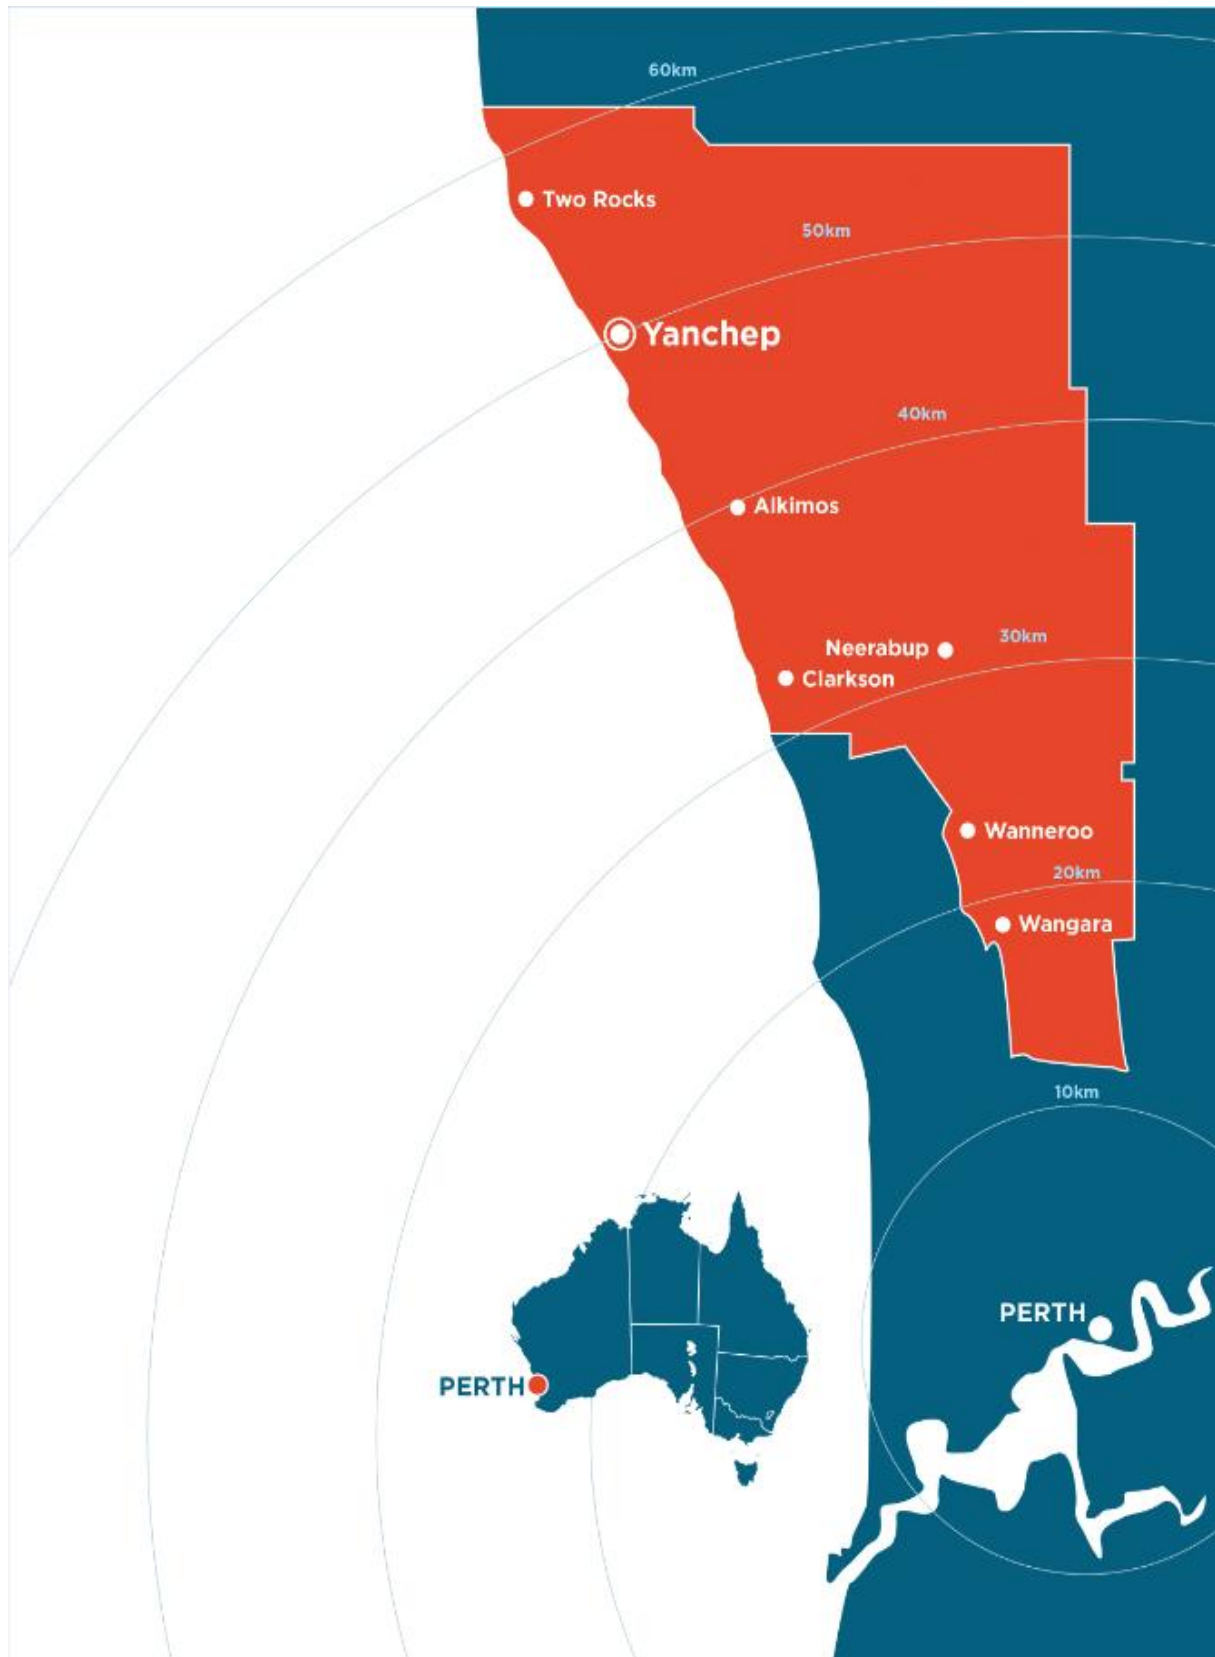 60km
Two Rocks
50km
Yanchep
40km
Alkimos
30km
Neerabup
Clarkson
Wanneroo
20km
Wangara
10km
PERTH
PERTH